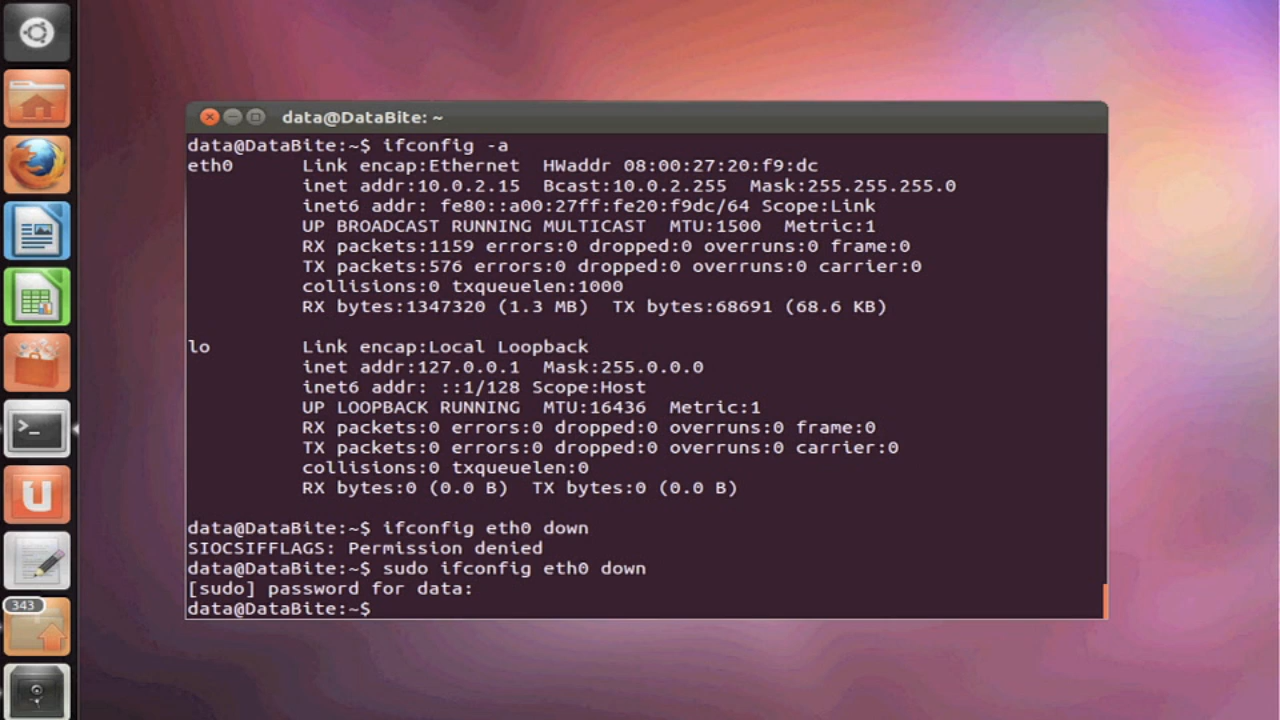 data@DataBite: ~
data@DataBite:~$ ifconfig -a
eth0 Link encap:Ethernet HWaddr 08:00:27:20:f9:dc
inet addr:10.0.2.15 Bcast:10.0.2.255 Mask:255.255.255.0
inet6 addr: fe80::a00:27ff:fe20:f9dc/64 Scope:Link
UP BROADCAST RUNNING MULTICAST MTU:1500 Metric:1
RX packets:1159 errors:0 dropped:0 overruns:0 frame:0
TX packets:576 errors:0 dropped:0 overruns:0 carrier:0
collisions:0 txqueuelen:1000
RX bytes:1347320 (1.3 MB) TX bytes:68691 (68.6 KB)
lo Link encap:Local Loopback
inet addr:127.0.0.1 Mask:255.0.0.0
inet6 addr: ::1/128 Scope:Host
UP LOOPBACK RUNNING MTU:16436 Metric:1
RX packets:0 errors:0 dropped:0 overruns:0 frame:0
TX packets:0 errors:0 dropped:0 overruns:0 carrier:0
collisions:0 txqueuelen:0
RX bytes:0 (0.0 B) TX bytes:0 (0.0 B)
data@DataBite:~$ ifconfig eth0 down
SIOCSIFFLAGS: Permission denied
data@DataBite:~$ sudo ifconfig eth0 down
[sudo] password for data:
data@DataBite:~$
>_
U
343